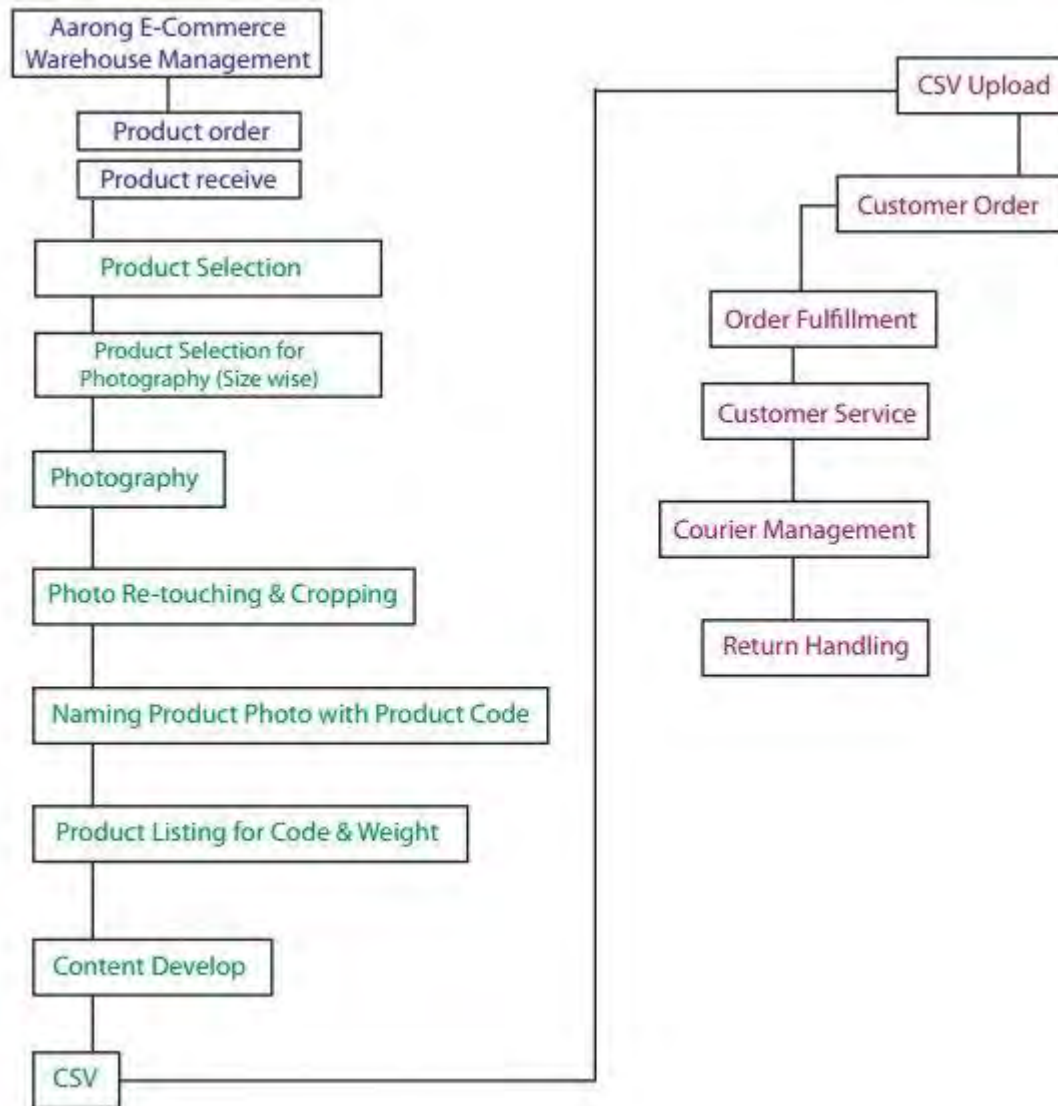 Aarong E-Commerce
Warehouse Management
Product order
Product receive
Product Selection
Product Selection for
Photography (Size wise)
Photography
Photo Re-touching & Cropping
Naming Product Photo with Product Code
Product Listing for Code & Weight
Content Develop
CSV
CSV Upload
Customer Order
Order Fulfillment
Customer Service
Courier Management
Return Handling